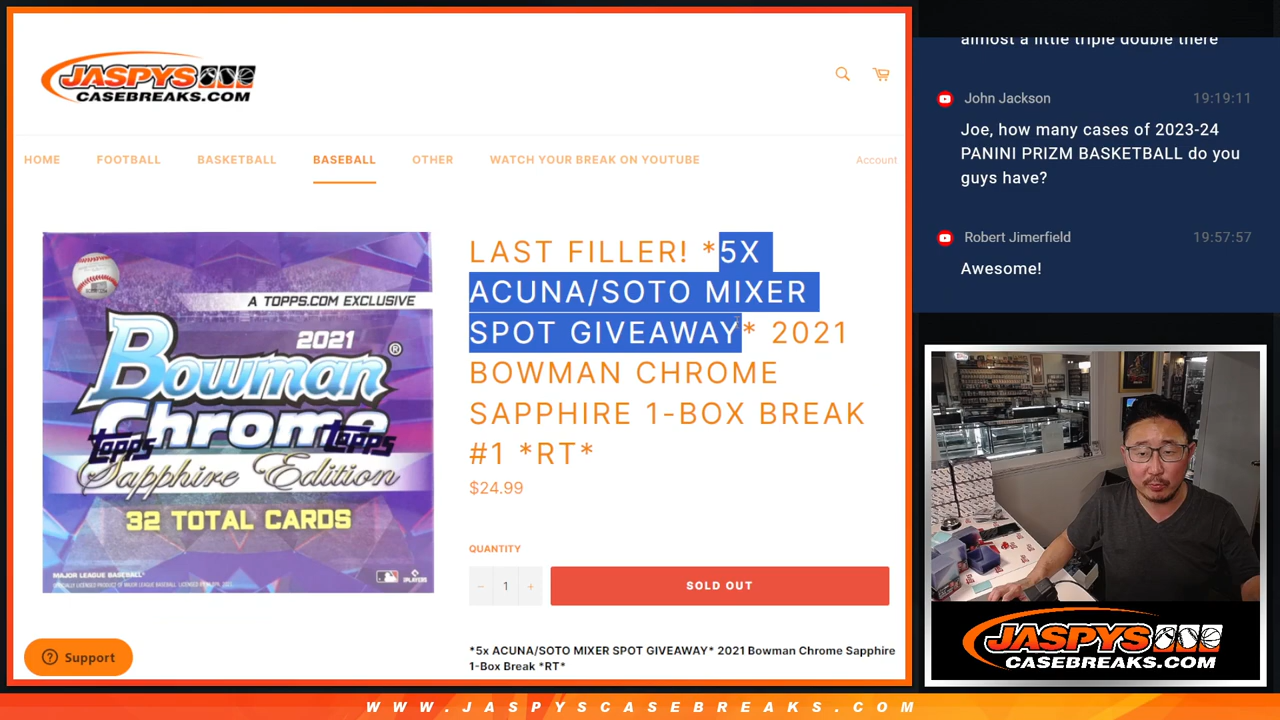 JASPYS
CASEBREAKS.COM
HOME
FOOTBALL
BASKETBALL
BASEBALL
OTHER
WATCH YOUR BREAK ON YOUTUBE
Account
A TOPPS.COM EXCLUSIVE
2021
Bowman®
Chrome
topps topps
Sapphire Edition
32 TOTAL CARDS
MAJOR LEAGUE BASEBALL
LAST FILLER! *5X
ACUNA/SOTO MIXER
SPOT GIVEAWAY* 2021
BOWMAN CHROME
SAPPHIRE 1-BOX BREAK
#1 *RT*
$24.99
QUANTITY
− 1 +
SOLD OUT
*5x ACUNA/SOTO MIXER SPOT GIVEAWAY* 2021 Bowman Chrome Sapphire
1-Box Break *RT*
Support
almost a little triple double there
John Jackson 19:19:11
Joe, how many cases of 2023-24
PANINI PRIZM BASKETBALL do you
guys have?
Robert Jimerfield 19:57:57
Awesome!
JASPYS
CASEBREAKS.COM
WWW.JASPYSCASEBREAKS.COM